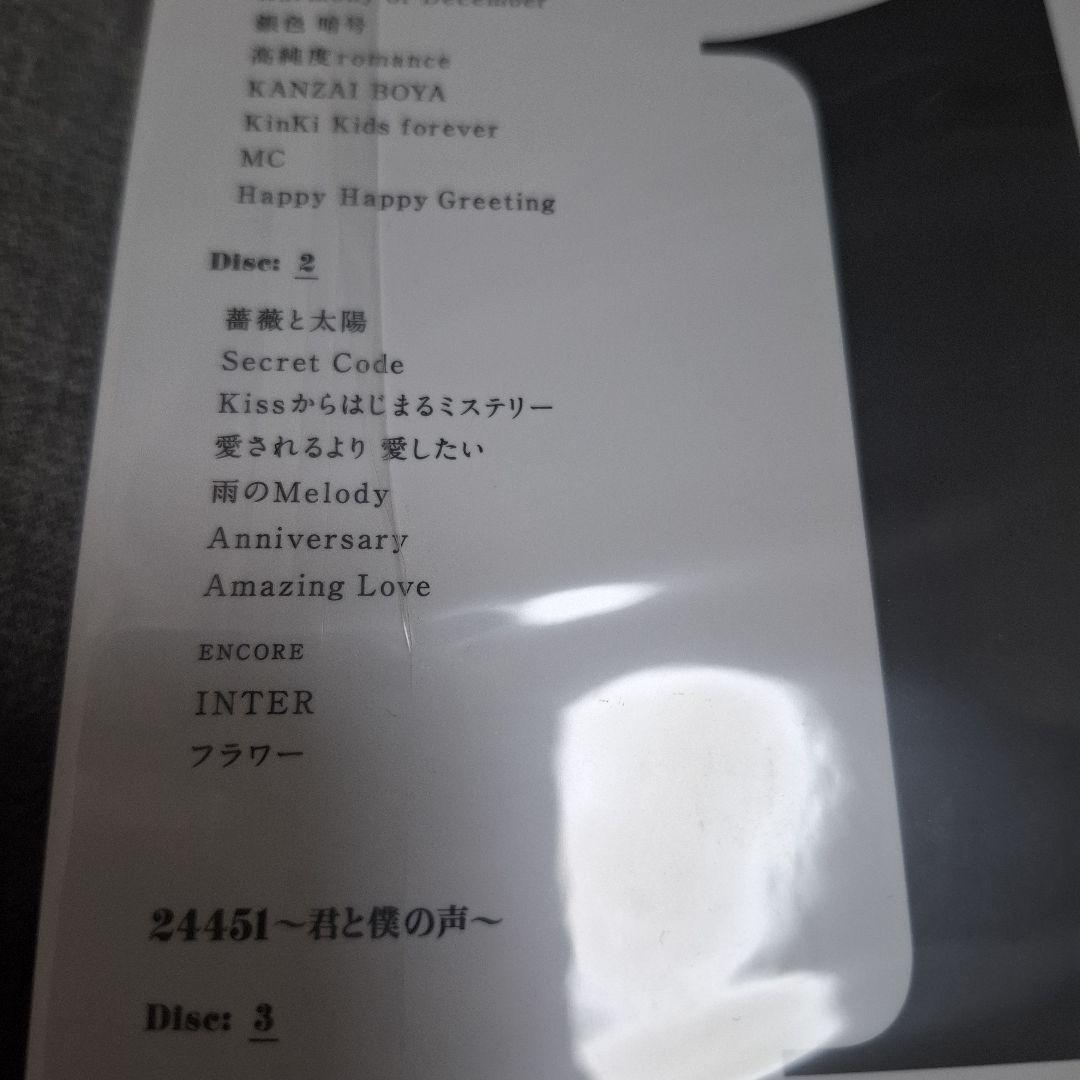 Harmony of December
銀色 暗号
高純度romance
KANZAI BOYA
KinKi Kids forever
MC
Happy Happy Greeting
Disc: 2
薔薇と太陽
Secret Code
Kissからはじまるミステリー
愛されるより 愛したい
雨のMelody
Anniversary
Amazing Love
ENCORE
INTER
フラワー
24451～君と僕の声～
Disc: 3